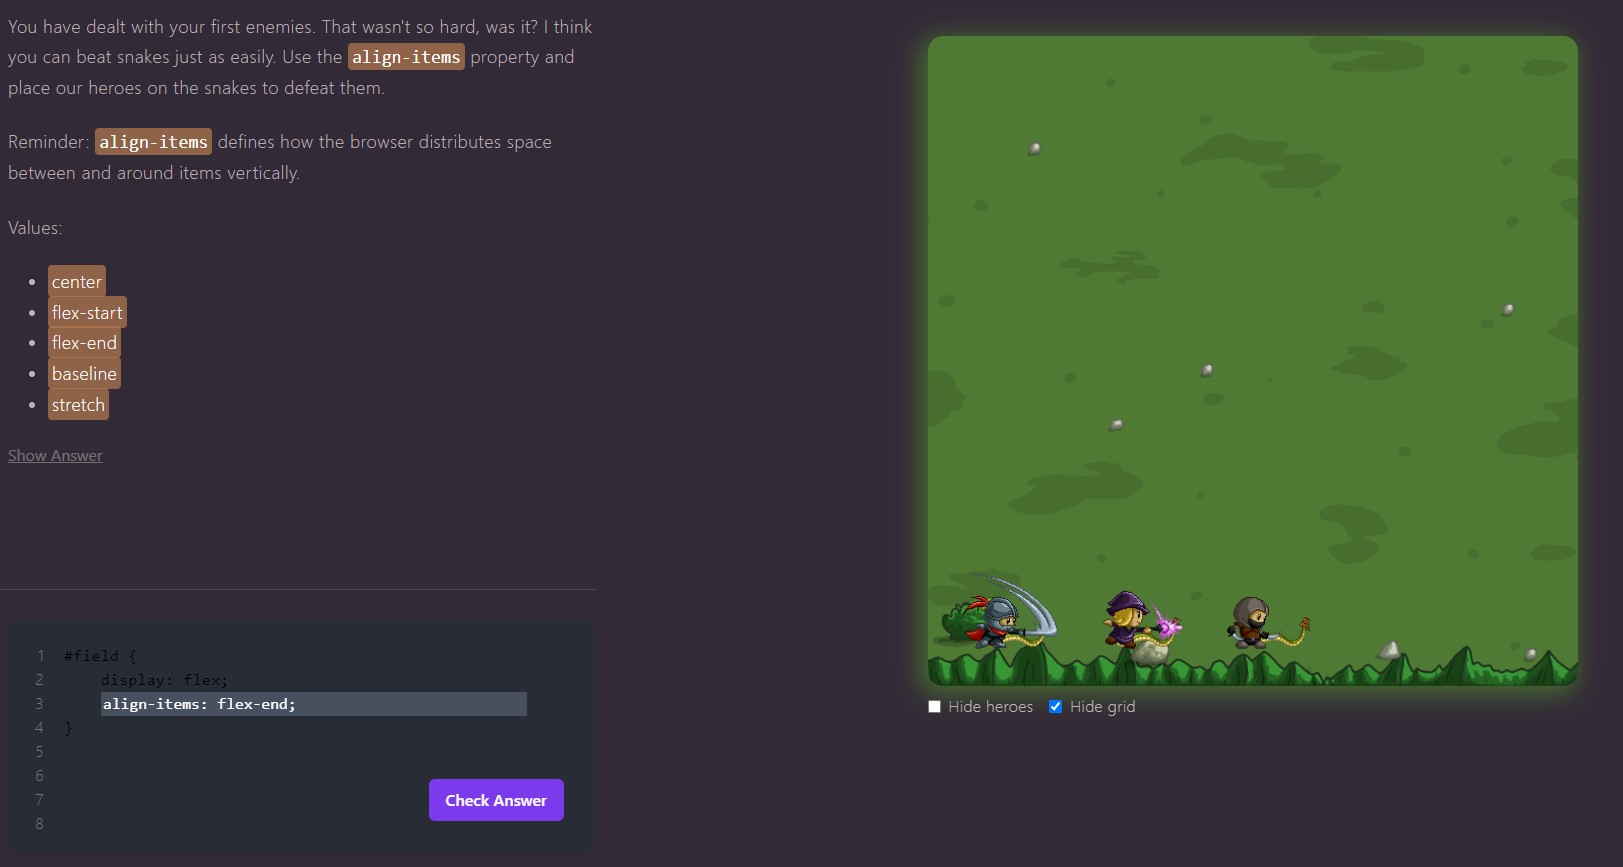 You have dealt with your first enemies. That wasn't so hard, was it? I think
you can beat snakes just as easily. Use the align-items property and
place our heroes on the snakes to defeat them.
Reminder: align-items defines how the browser distributes space
between and around items vertically.
Values:
center
flex-start
flex-end
baseline
stretch
Show Answer
1 #field {
2 display: flex;
3 align-items: flex-end;
4 }
5
6
7
8
Check Answer
Hide heroes Hide grid